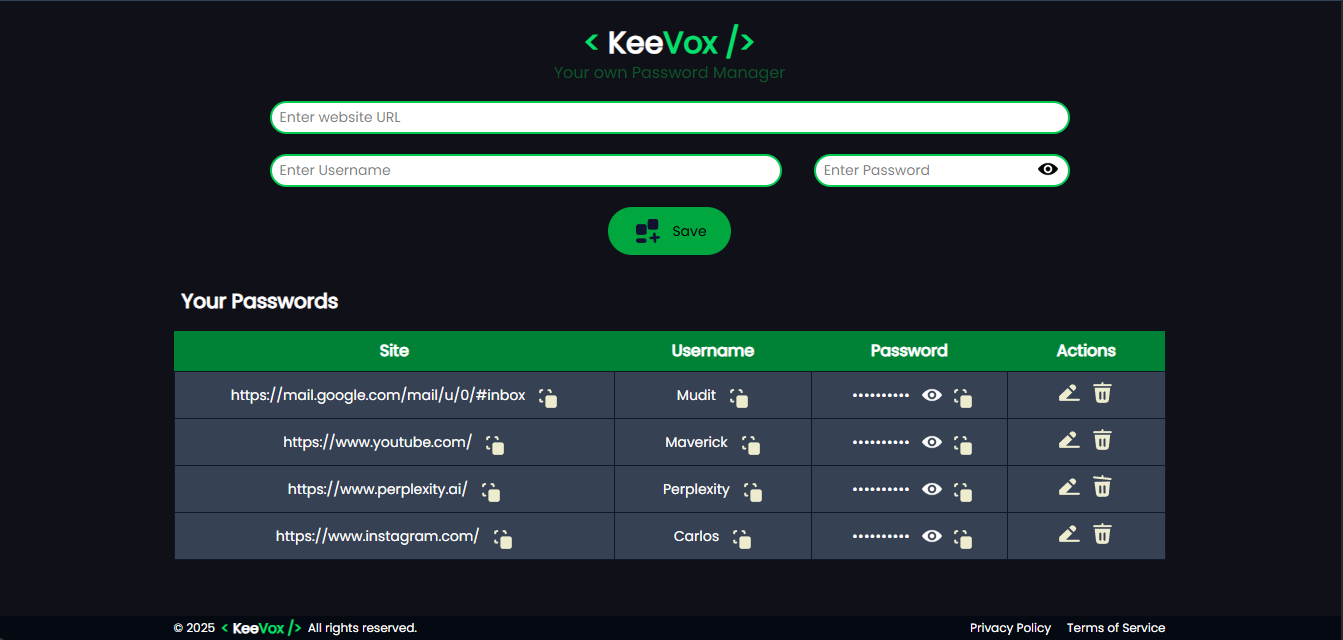 < KeeVox />
Your own Password Manager
Enter website URL
Enter Username Enter Password
Save
Your Passwords
Site Username Password Actions
https://mail.google.com/mail/u/0/#inbox Mudit ••••••••••
https://www.youtube.com/ Maverick ••••••••••
https://www.perplexity.ai/ Perplexity ••••••••••
https://www.instagram.com/ Carlos ••••••••••
© 2025 < KeeVox /> All rights reserved. Privacy Policy Terms of Service